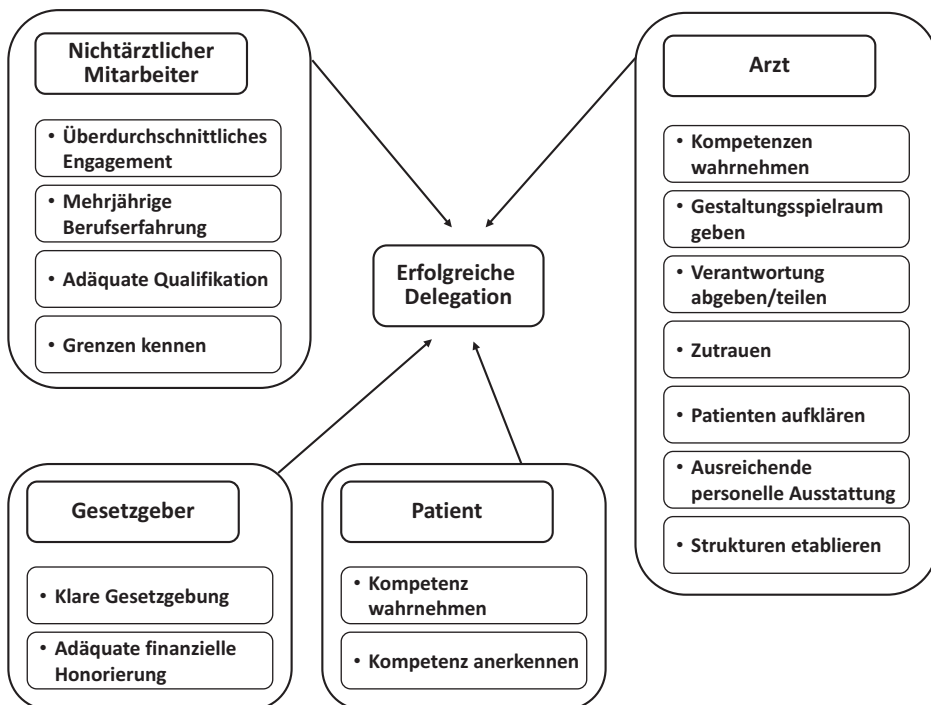 Nichtärztlicher
Mitarbeiter
• Überdurchschnittliches
Engagement
• Mehrjährige
Berufserfahrung
• Adäquate Qualifikation
• Grenzen kennen
Arzt
• Kompetenzen
wahrnehmen
• Gestaltungsspielraum
geben
• Verantwortung
abgeben/teilen
• Zutrauen
• Patienten aufklären
• Ausreichende
personelle Ausstattung
• Strukturen etablieren
Erfolgreiche
Delegation
Gesetzgeber
• Klare Gesetzgebung
• Adäquate finanzielle
Honorierung
Patient
• Kompetenz
wahrnehmen
• Kompetenz anerkennen